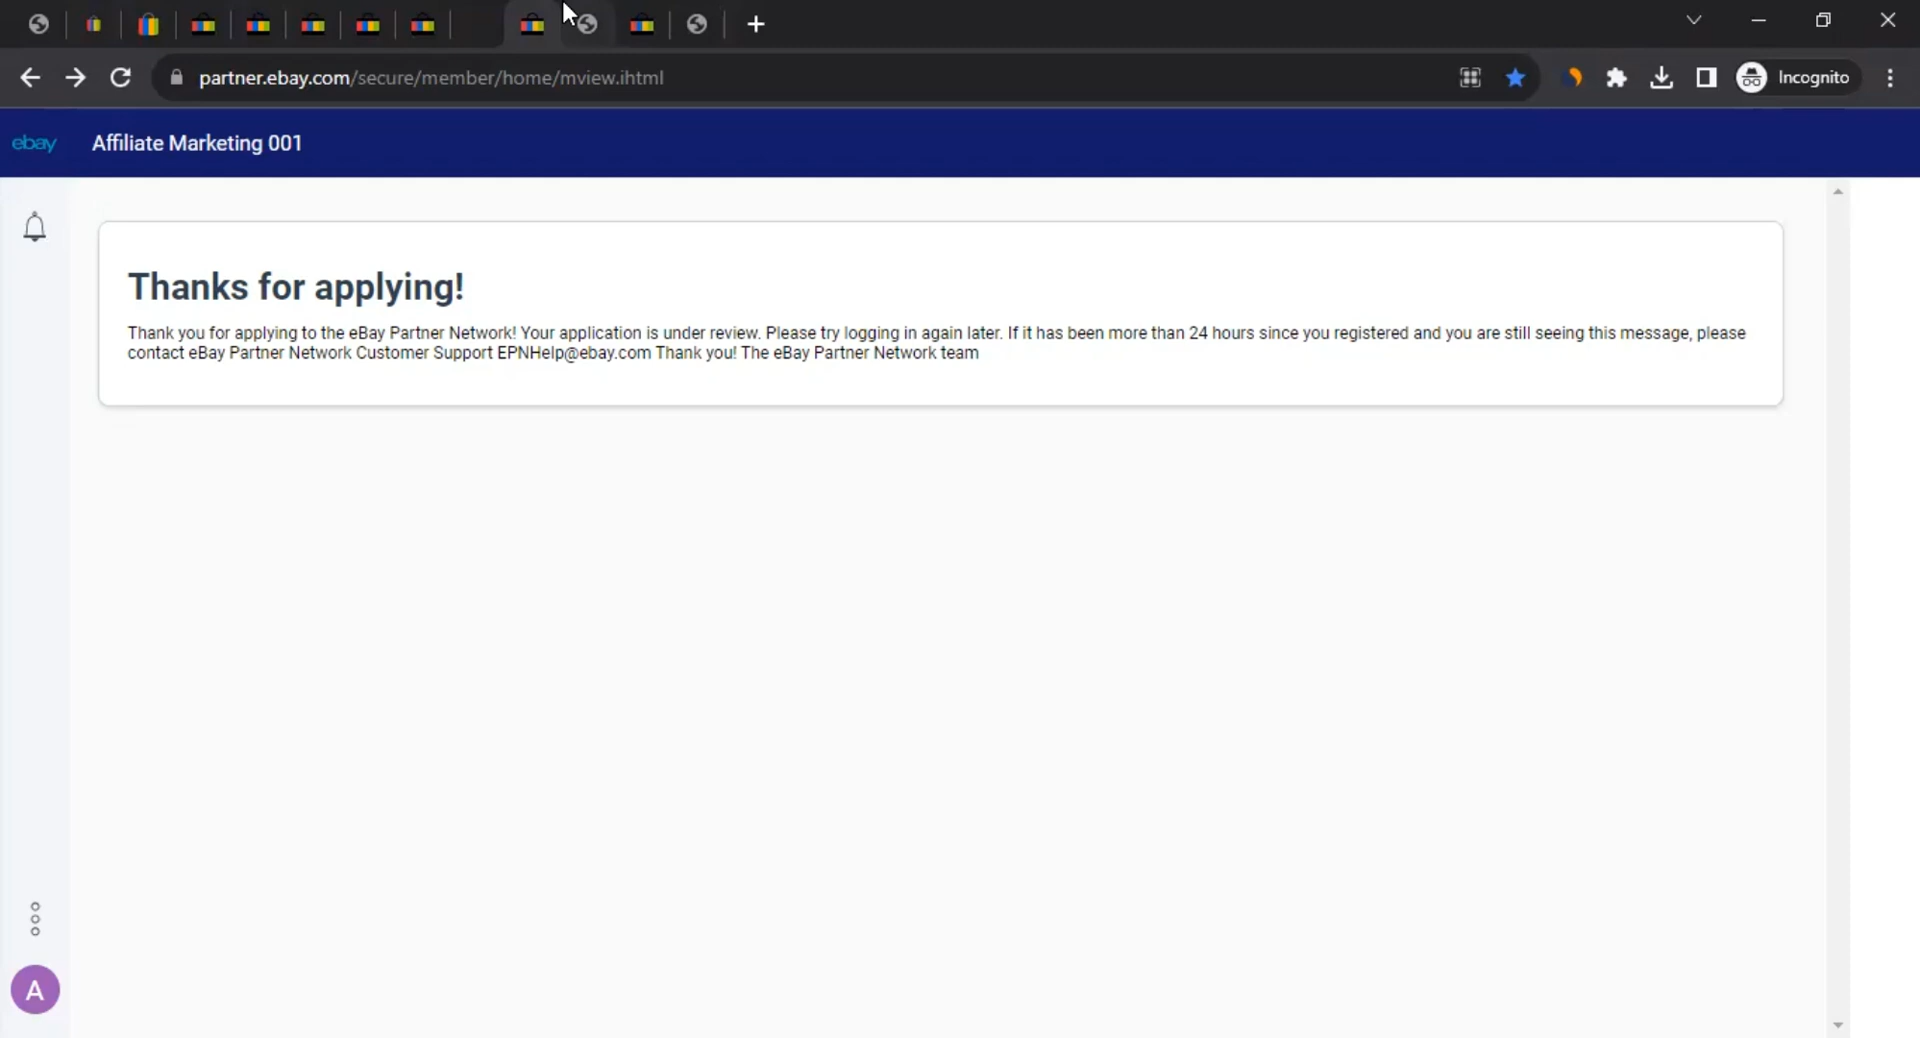 partner.ebay.com/secure/member/home/mview.ihtml
Incognito
ebay Affiliate Marketing 001
Thanks for applying!
Thank you for applying to the eBay Partner Network! Your application is under review. Please try logging in again later. If it has been more than 24 hours since you registered and you are still seeing this message, please
contact eBay Partner Network Customer Support EPNHelp@ebay.com Thank you! The eBay Partner Network team
A